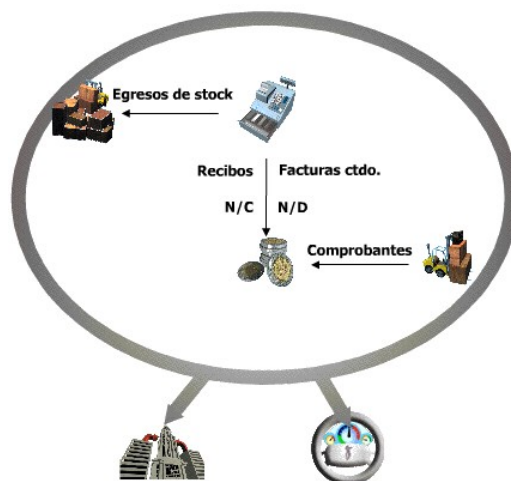 Egresos de stock
Recibos Facturas ctdo.
N/C N/D
Comprobantes